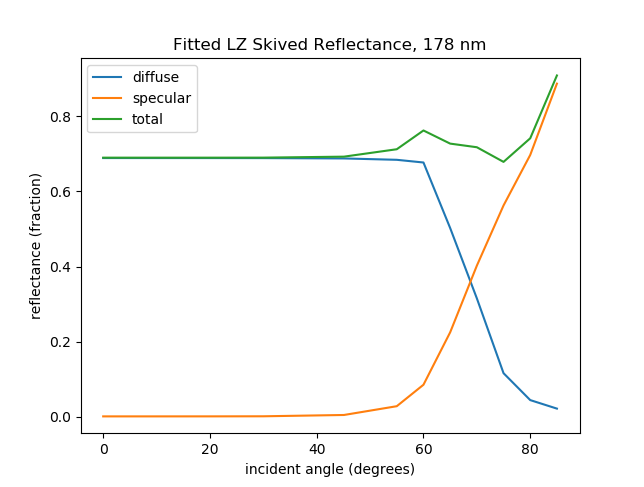 Fitted LZ Skived Reflectance, 178 nm
diffuse
specular
total
reflectance (fraction)
0.8
0.6
0.4
0.2
0.0
0 20 40 60 80
incident angle (degrees)